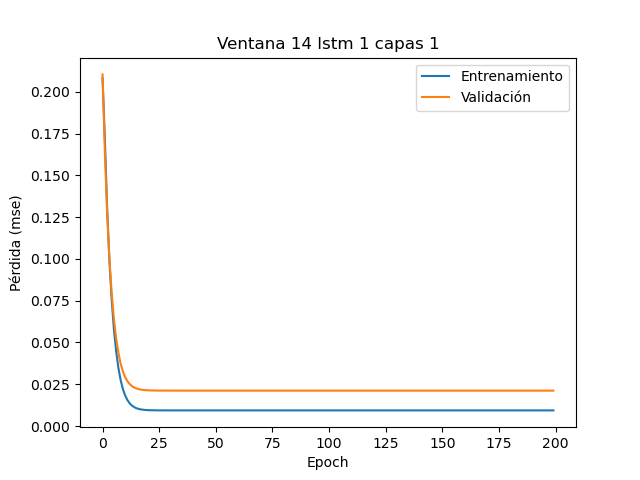 Ventana 14 lstm 1 capas 1
Entrenamiento
Validación
Pérdida (mse)
0.200
0.175
0.150
0.125
0.100
0.075
0.050
0.025
0.000
0 25 50 75 100 125 150 175 200
Epoch